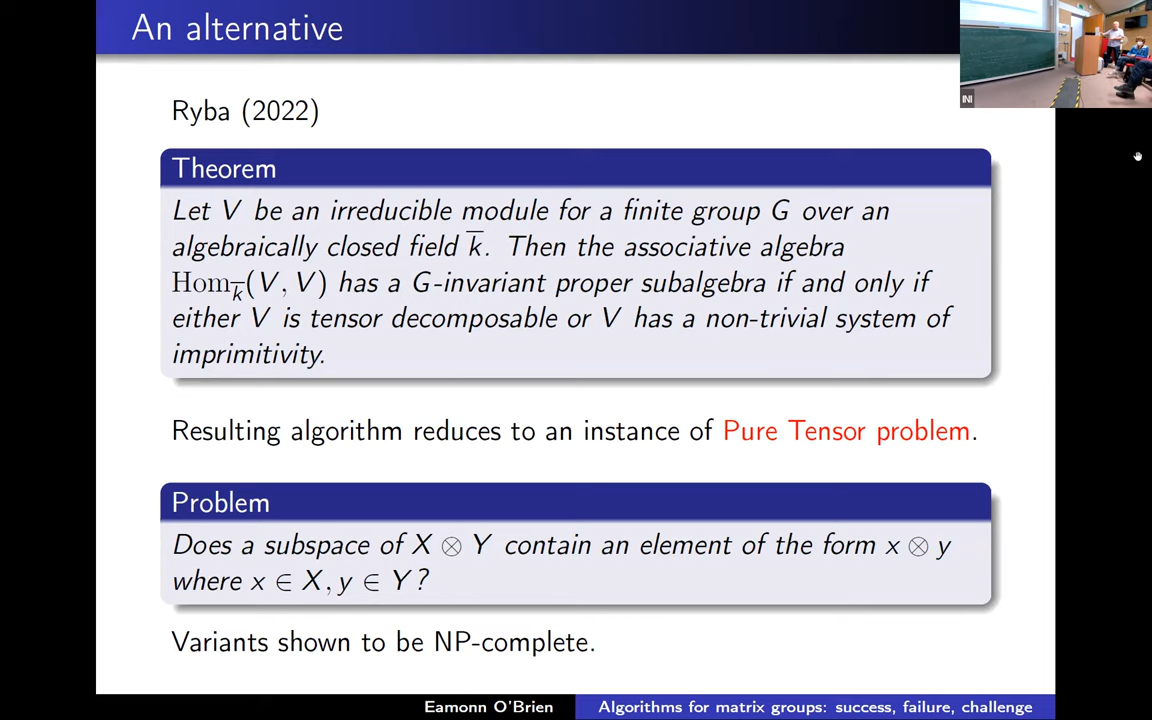 An alternative
INI
Ryba (2022)
Theorem
Let V be an irreducible module for a finite group G over an
algebraically closed field k̅. Then the associative algebra
Hom_k̅(V, V) has a G-invariant proper subalgebra if and only if
either V is tensor decomposable or V has a non-trivial system of
imprimitivity.
Resulting algorithm reduces to an instance of Pure Tensor problem.
Problem
Does a subspace of X ⊗ Y contain an element of the form x ⊗ y
where x ∈ X, y ∈ Y?
Variants shown to be NP-complete.
Eamonn O'Brien Algorithms for matrix groups: success, failure, challenge